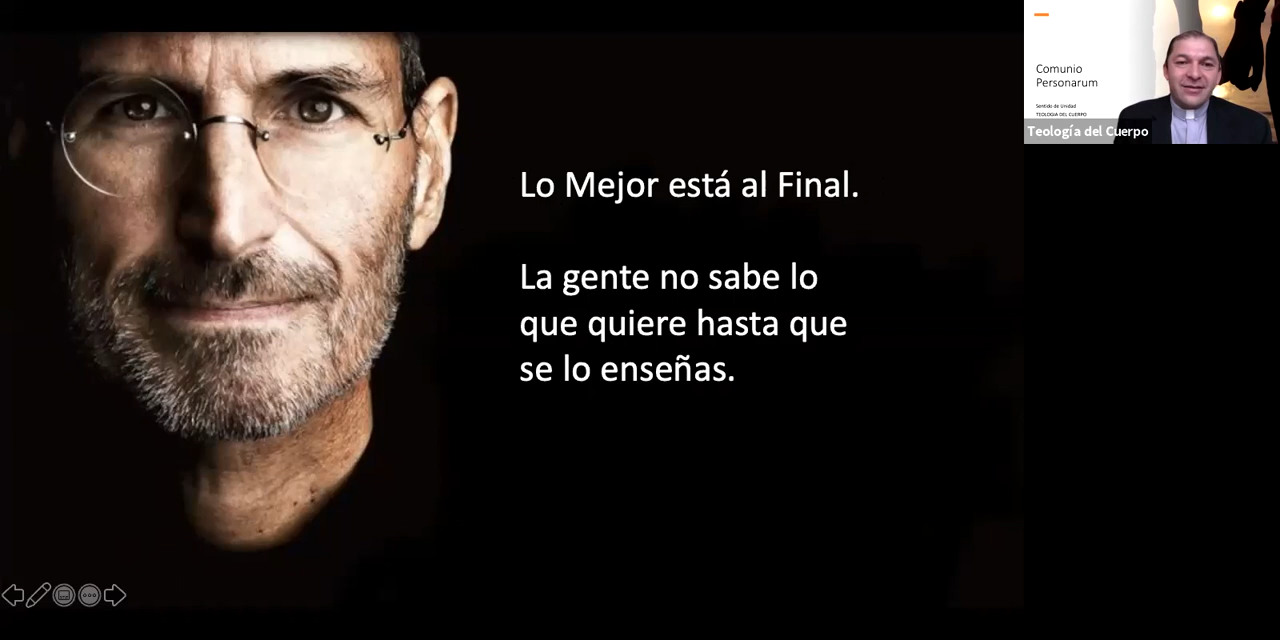 Lo Mejor está al Final.
La gente no sabe lo
que quiere hasta que
se lo enseñas.
Comunio
Personarum
Sentido de Unidad
TEOLOGIA DEL CUERPO
Teología del Cuerpo